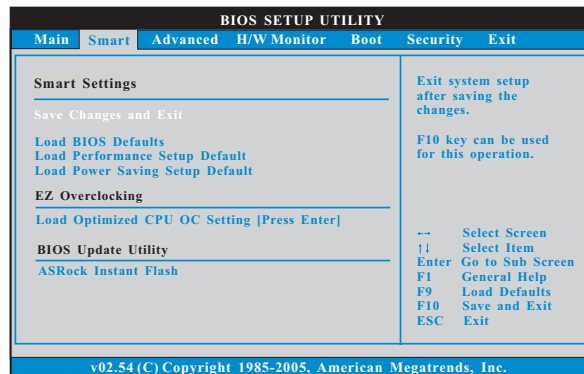 BIOS SETUP UTILITY
Main Smart Advanced H/W Monitor Boot Security Exit
Smart Settings
Save Changes and Exit
Load BIOS Defaults
Load Performance Setup Default
Load Power Saving Setup Default
EZ Overclocking
Load Optimized CPU OC Setting [Press Enter]
BIOS Update Utility
ASRock Instant Flash
Exit system setup
after saving the
changes.
F10 key can be used
for this operation.
←→ Select Screen
↑↓ Select Item
Enter Go to Sub Screen
F1 General Help
F9 Load Defaults
F10 Save and Exit
ESC Exit
v02.54 (C) Copyright 1985-2005, American Megatrends, Inc.